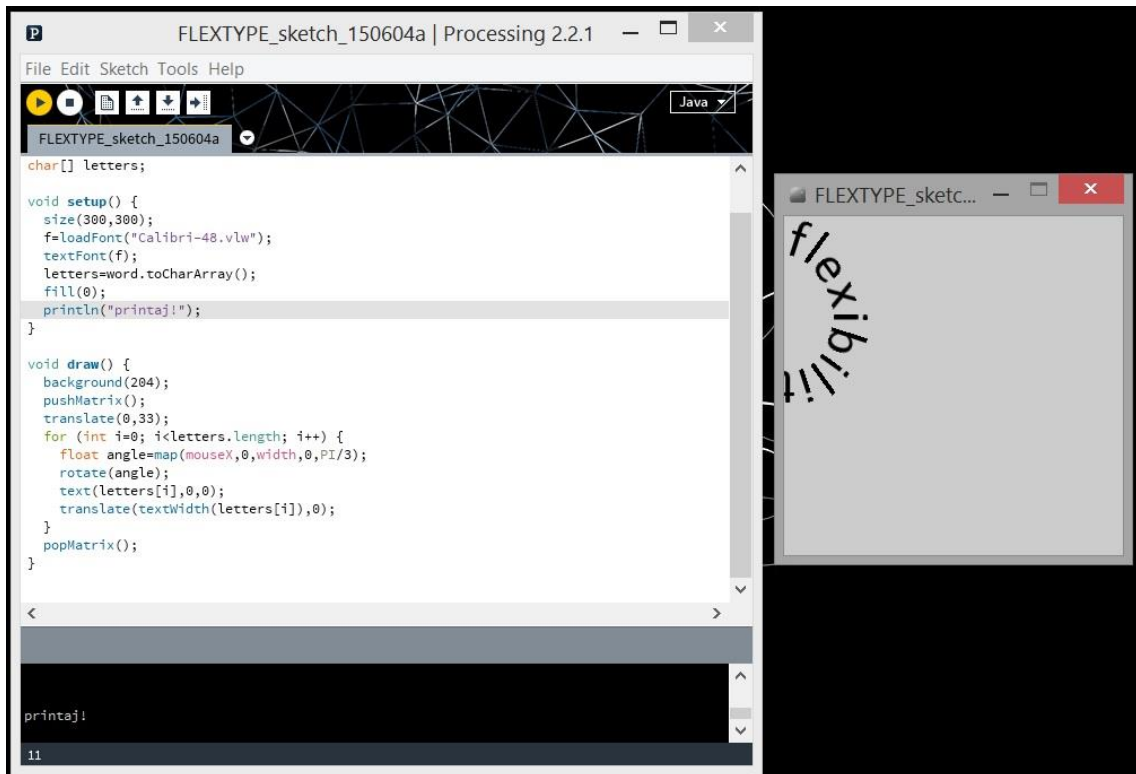 FLEXTYPE_sketch_150604a | Processing 2.2.1
File Edit Sketch Tools Help
Java
FLEXTYPE_sketch_150604a
char[] letters;
void setup() {
size(300,300);
f=loadFont("Calibri-48.vlw");
textFont(f);
letters=word.toCharArray();
fill(0);
println("printaj!");
}
void draw() {
background(204);
pushMatrix();
translate(0,33);
for (int i=0; i<letters.length; i++) {
float angle=map(mouseX,0,width,0,PI/3);
rotate(angle);
text(letters[i],0,0);
translate(textWidth(letters[i]),0);
}
popMatrix();
}
printaj!
11
FLEXTYPE_sketc...
flexibilit